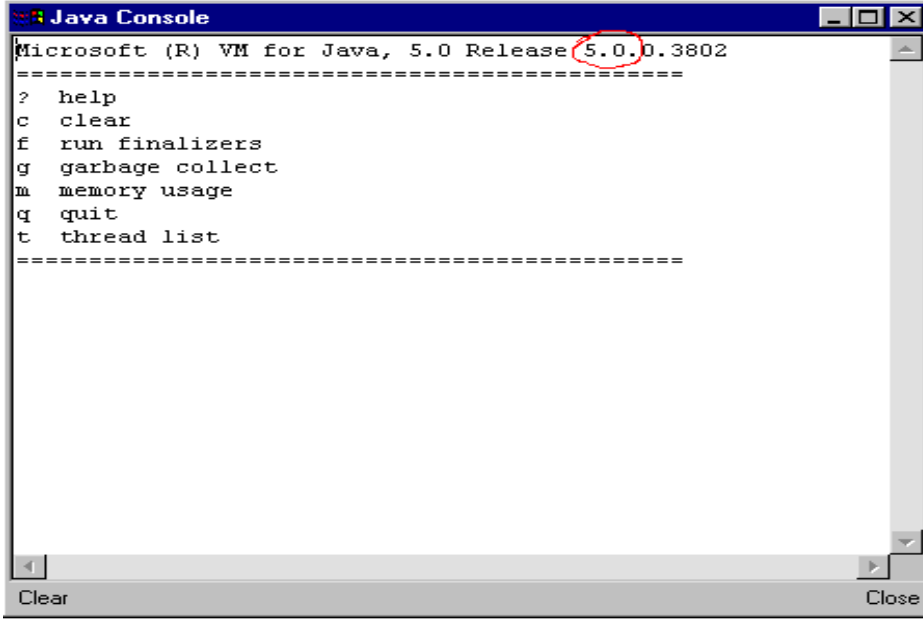 Java Console
Microsoft (R) VM for Java, 5.0 Release 5.0.0.3802
==============================================
?  help
c  clear
f  run finalizers
g  garbage collect
m  memory usage
q  quit
t  thread list
==============================================
Clear Close